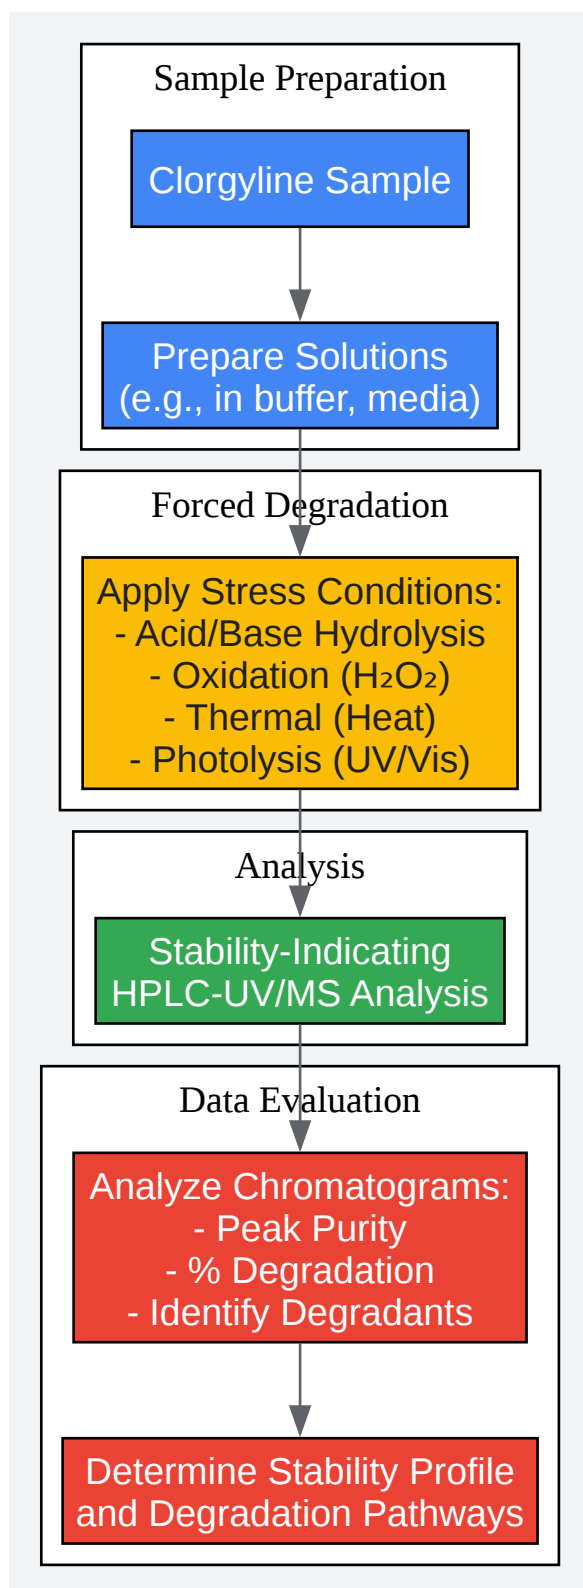 Sample Preparation
Clorgyline Sample
Prepare Solutions
(e.g., in buffer, media)
Forced Degradation
Apply Stress Conditions:
- Acid/Base Hydrolysis
- Oxidation (H₂O₂)
- Thermal (Heat)
- Photolysis (UV/Vis)
Analysis
Stability-Indicating
HPLC-UV/MS Analysis
Data Evaluation
Analyze Chromatograms:
- Peak Purity
- % Degradation
- Identify Degradants
Determine Stability Profile
and Degradation Pathways